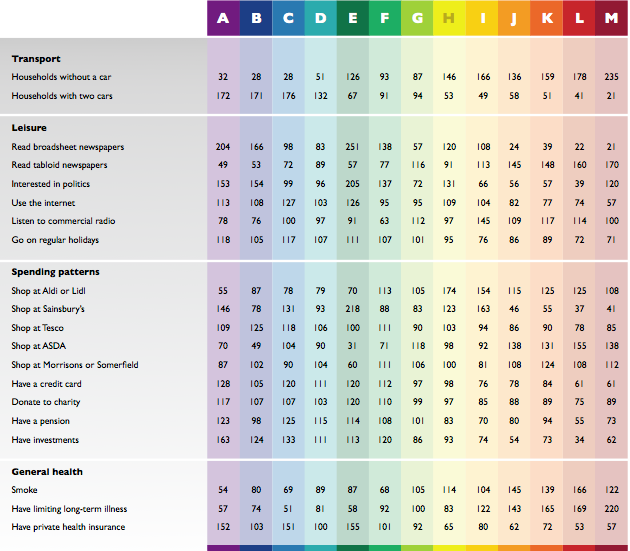 A B C D E F G H I J K L M
Transport
Households without a car 32 28 28 51 126 93 87 146 166 136 159 178 235
Households with two cars 172 171 176 132 67 91 94 53 49 58 51 41 21
Leisure
Read broadsheet newspapers 204 166 98 83 251 138 57 120 108 24 39 22 21
Read tabloid newspapers 49 53 72 89 57 77 116 91 113 145 148 160 170
Interested in politics 153 154 99 96 205 137 72 131 66 56 57 39 120
Use the internet 113 108 127 103 126 95 95 109 104 82 77 74 57
Listen to commercial radio 78 76 100 97 91 63 112 97 145 109 117 114 100
Go on regular holidays 118 105 117 107 111 107 101 95 76 86 89 72 71
Spending patterns
Shop at Aldi or Lidl 55 87 78 79 70 113 105 174 154 115 125 125 108
Shop at Sainsbury's 146 78 131 93 218 88 83 123 163 46 55 37 41
Shop at Tesco 109 125 118 106 100 111 90 103 94 86 90 78 85
Shop at ASDA 70 49 104 90 31 71 118 98 92 138 131 155 138
Shop at Morrisons or Somerfield 87 102 90 104 60 111 106 100 81 108 124 108 112
Have a credit card 128 105 120 111 120 112 97 98 76 78 84 61 61
Donate to charity 117 107 107 103 120 110 99 97 85 88 89 75 89
Have a pension 123 98 125 115 114 108 101 83 70 80 94 55 73
Have investments 163 124 133 111 113 120 86 93 74 54 73 34 62
General health
Smoke 54 80 69 89 87 68 105 114 104 145 139 166 122
Have limiting long-term illness 57 74 51 81 58 92 100 83 122 143 165 169 220
Have private health insurance 152 103 151 100 155 101 92 65 80 62 72 53 57